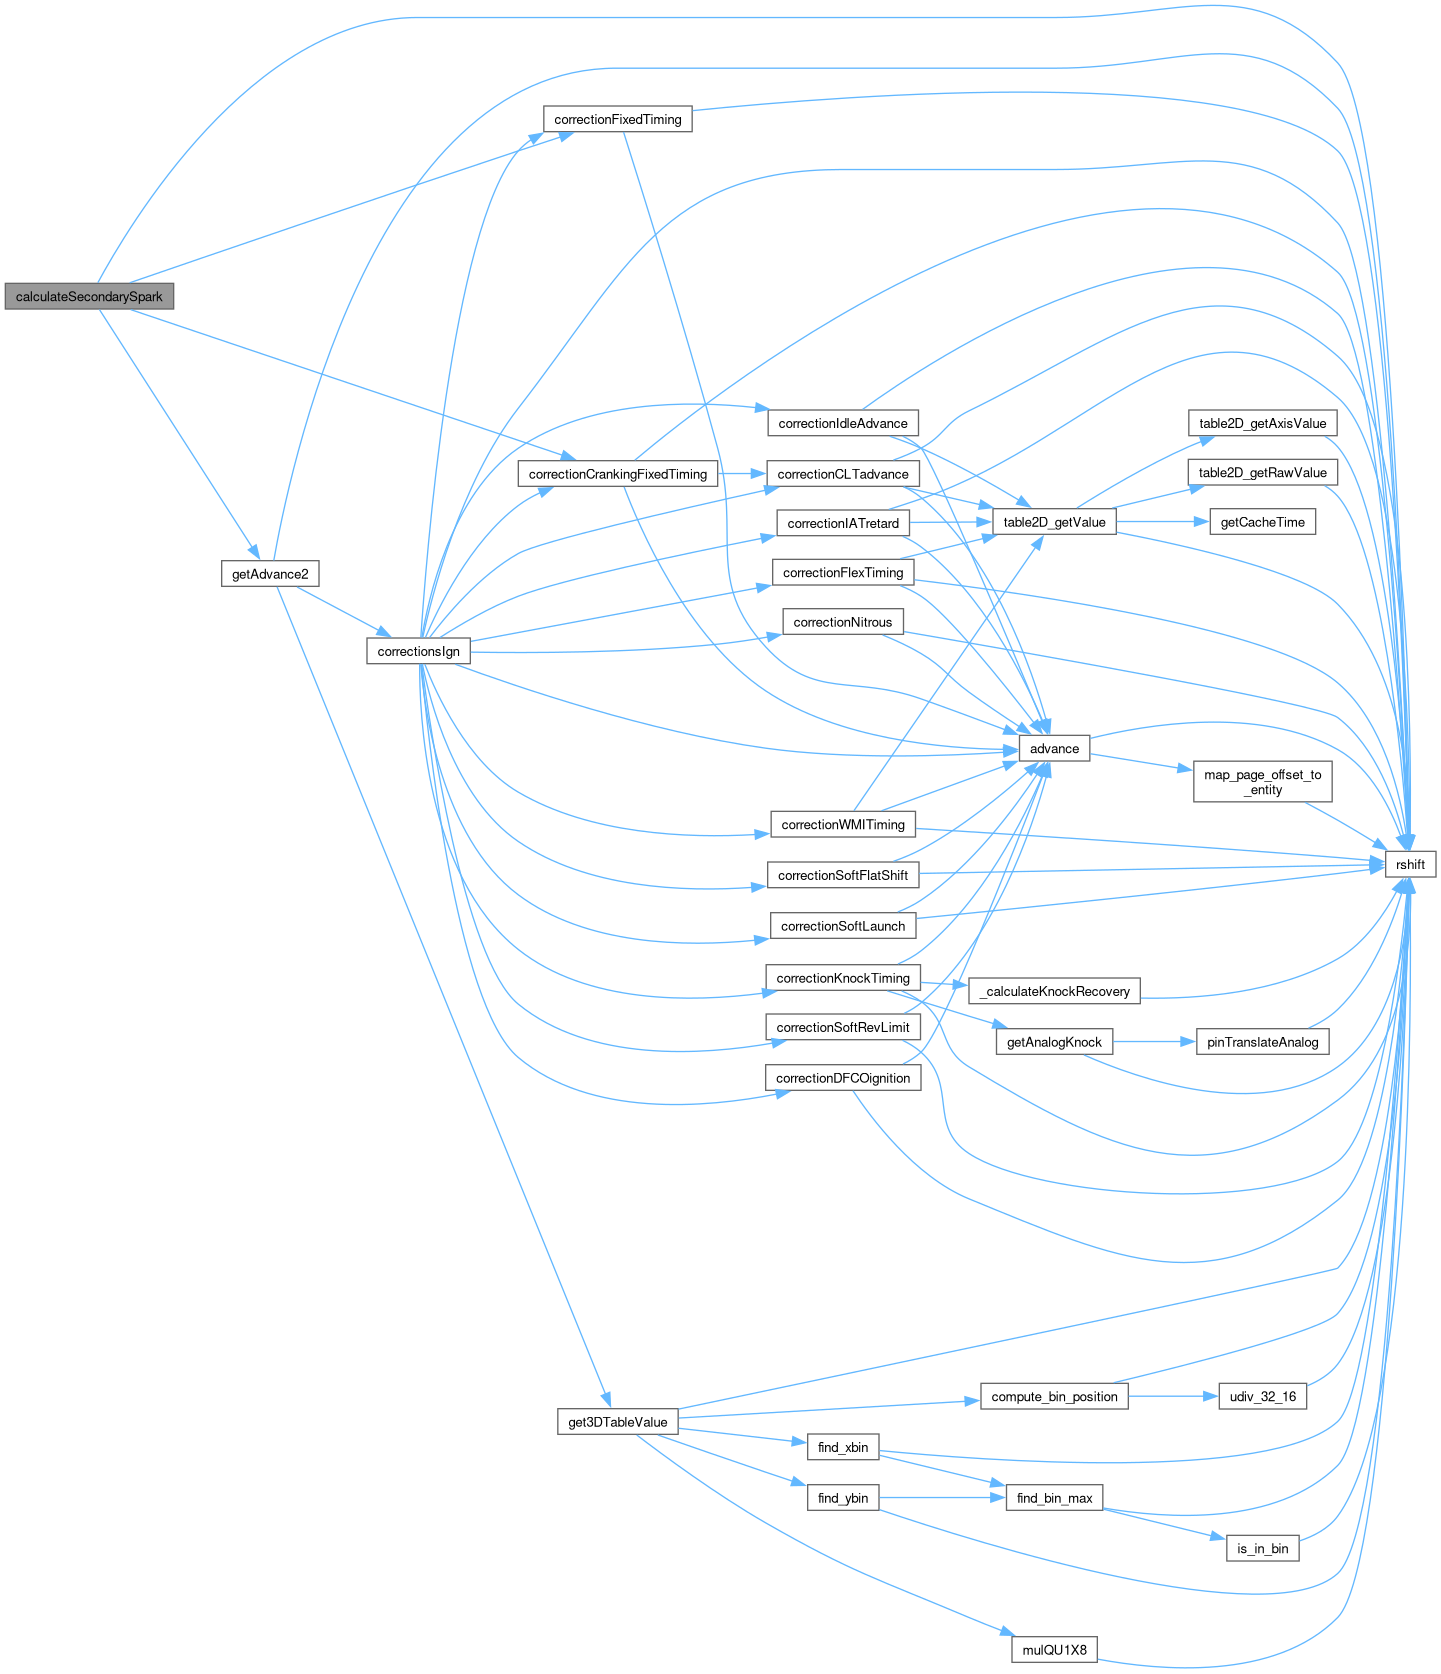 correctionFixedTiming
calculateSecondarySpark
correctionIdleAdvance
table2D_getAxisValue
correctionCrankingFixedTiming
correctionCLTadvance
table2D_getRawValue
correctionIATretard
table2D_getValue
getCacheTime
getAdvance2
correctionFlexTiming
correctionNitrous
correctionsIgn
advance
map_page_offset_to
_entity
correctionWMITiming
rshift
correctionSoftFlatShift
correctionSoftLaunch
correctionKnockTiming
_calculateKnockRecovery
correctionSoftRevLimit
getAnalogKnock
pinTranslateAnalog
correctionDFCOignition
compute_bin_position
udiv_32_16
get3DTableValue
find_xbin
find_ybin
find_bin_max
is_in_bin
mulQU1X8